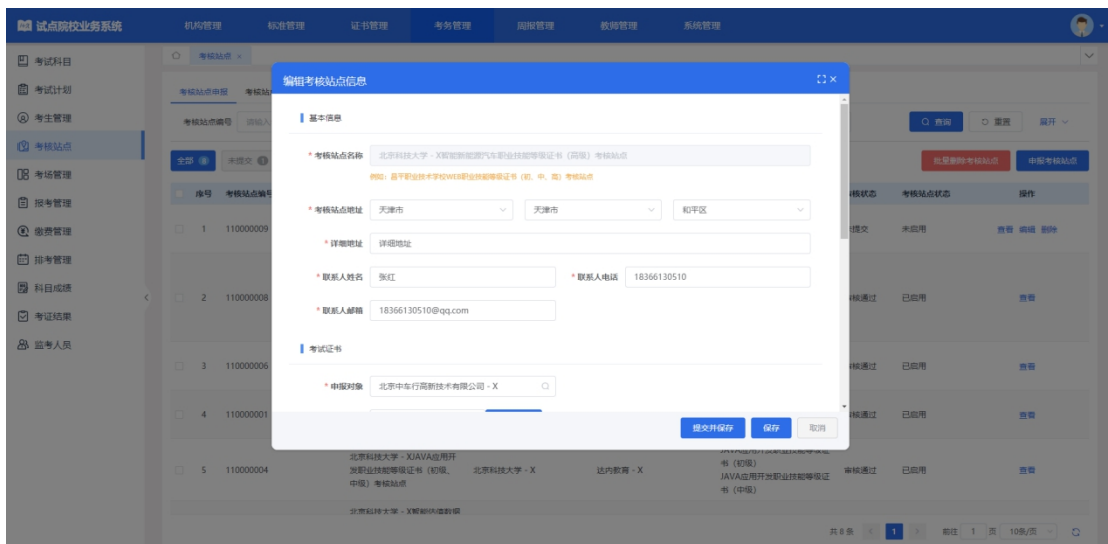 试点院校业务系统
机构管理 标准管理 证书管理 考务管理 周报管理 教师管理 系统管理
考试科目
考试计划
考生管理
考核站点
考场管理
报考管理
缴费管理
排考管理
科目成绩
考证结果
监考人员
考核站点 ×
考核站点申报 考核站
考核站点编号 请输入
查询 重置 展开
全部 未提交
批量删除考核站点 申报考核站点
序号 考核站点编号 审核状态 考核站点状态 操作
1 110000009 未提交 未启用 查看 编辑 删除
2 110000008 审核通过 已启用 查看
3 110000006 审核通过 已启用 查看
4 110000001 审核通过 已启用 查看
编辑考核站点信息
基本信息
* 考核站点名称 北京科技大学 - X智能新能源汽车职业技能等级证书（高级）考核站点
例如：昌平职业技术学校WEB职业技能等级证书（初、中、高）考核站点
* 考核站点地址 天津市 天津市 和平区
* 详细地址 详细地址
* 联系人姓名 张红 * 联系人电话 18366130510
* 联系人邮箱 18366130510@qq.com
考试证书
* 申报对象 北京中车行高新技术有限公司 - X
提交并保存 保存 取消
5 110000004
北京科技大学 - XJAVA应用开
发职业技能等级证书（初级、
中级）考核站点
北京科技大学 - X 达内教育 - X
书（初级）
JAVA应用开发职业技能等级证
书（中级）
审核通过 已启用 查看
共 8 条 1 前往 1 页 10条/页